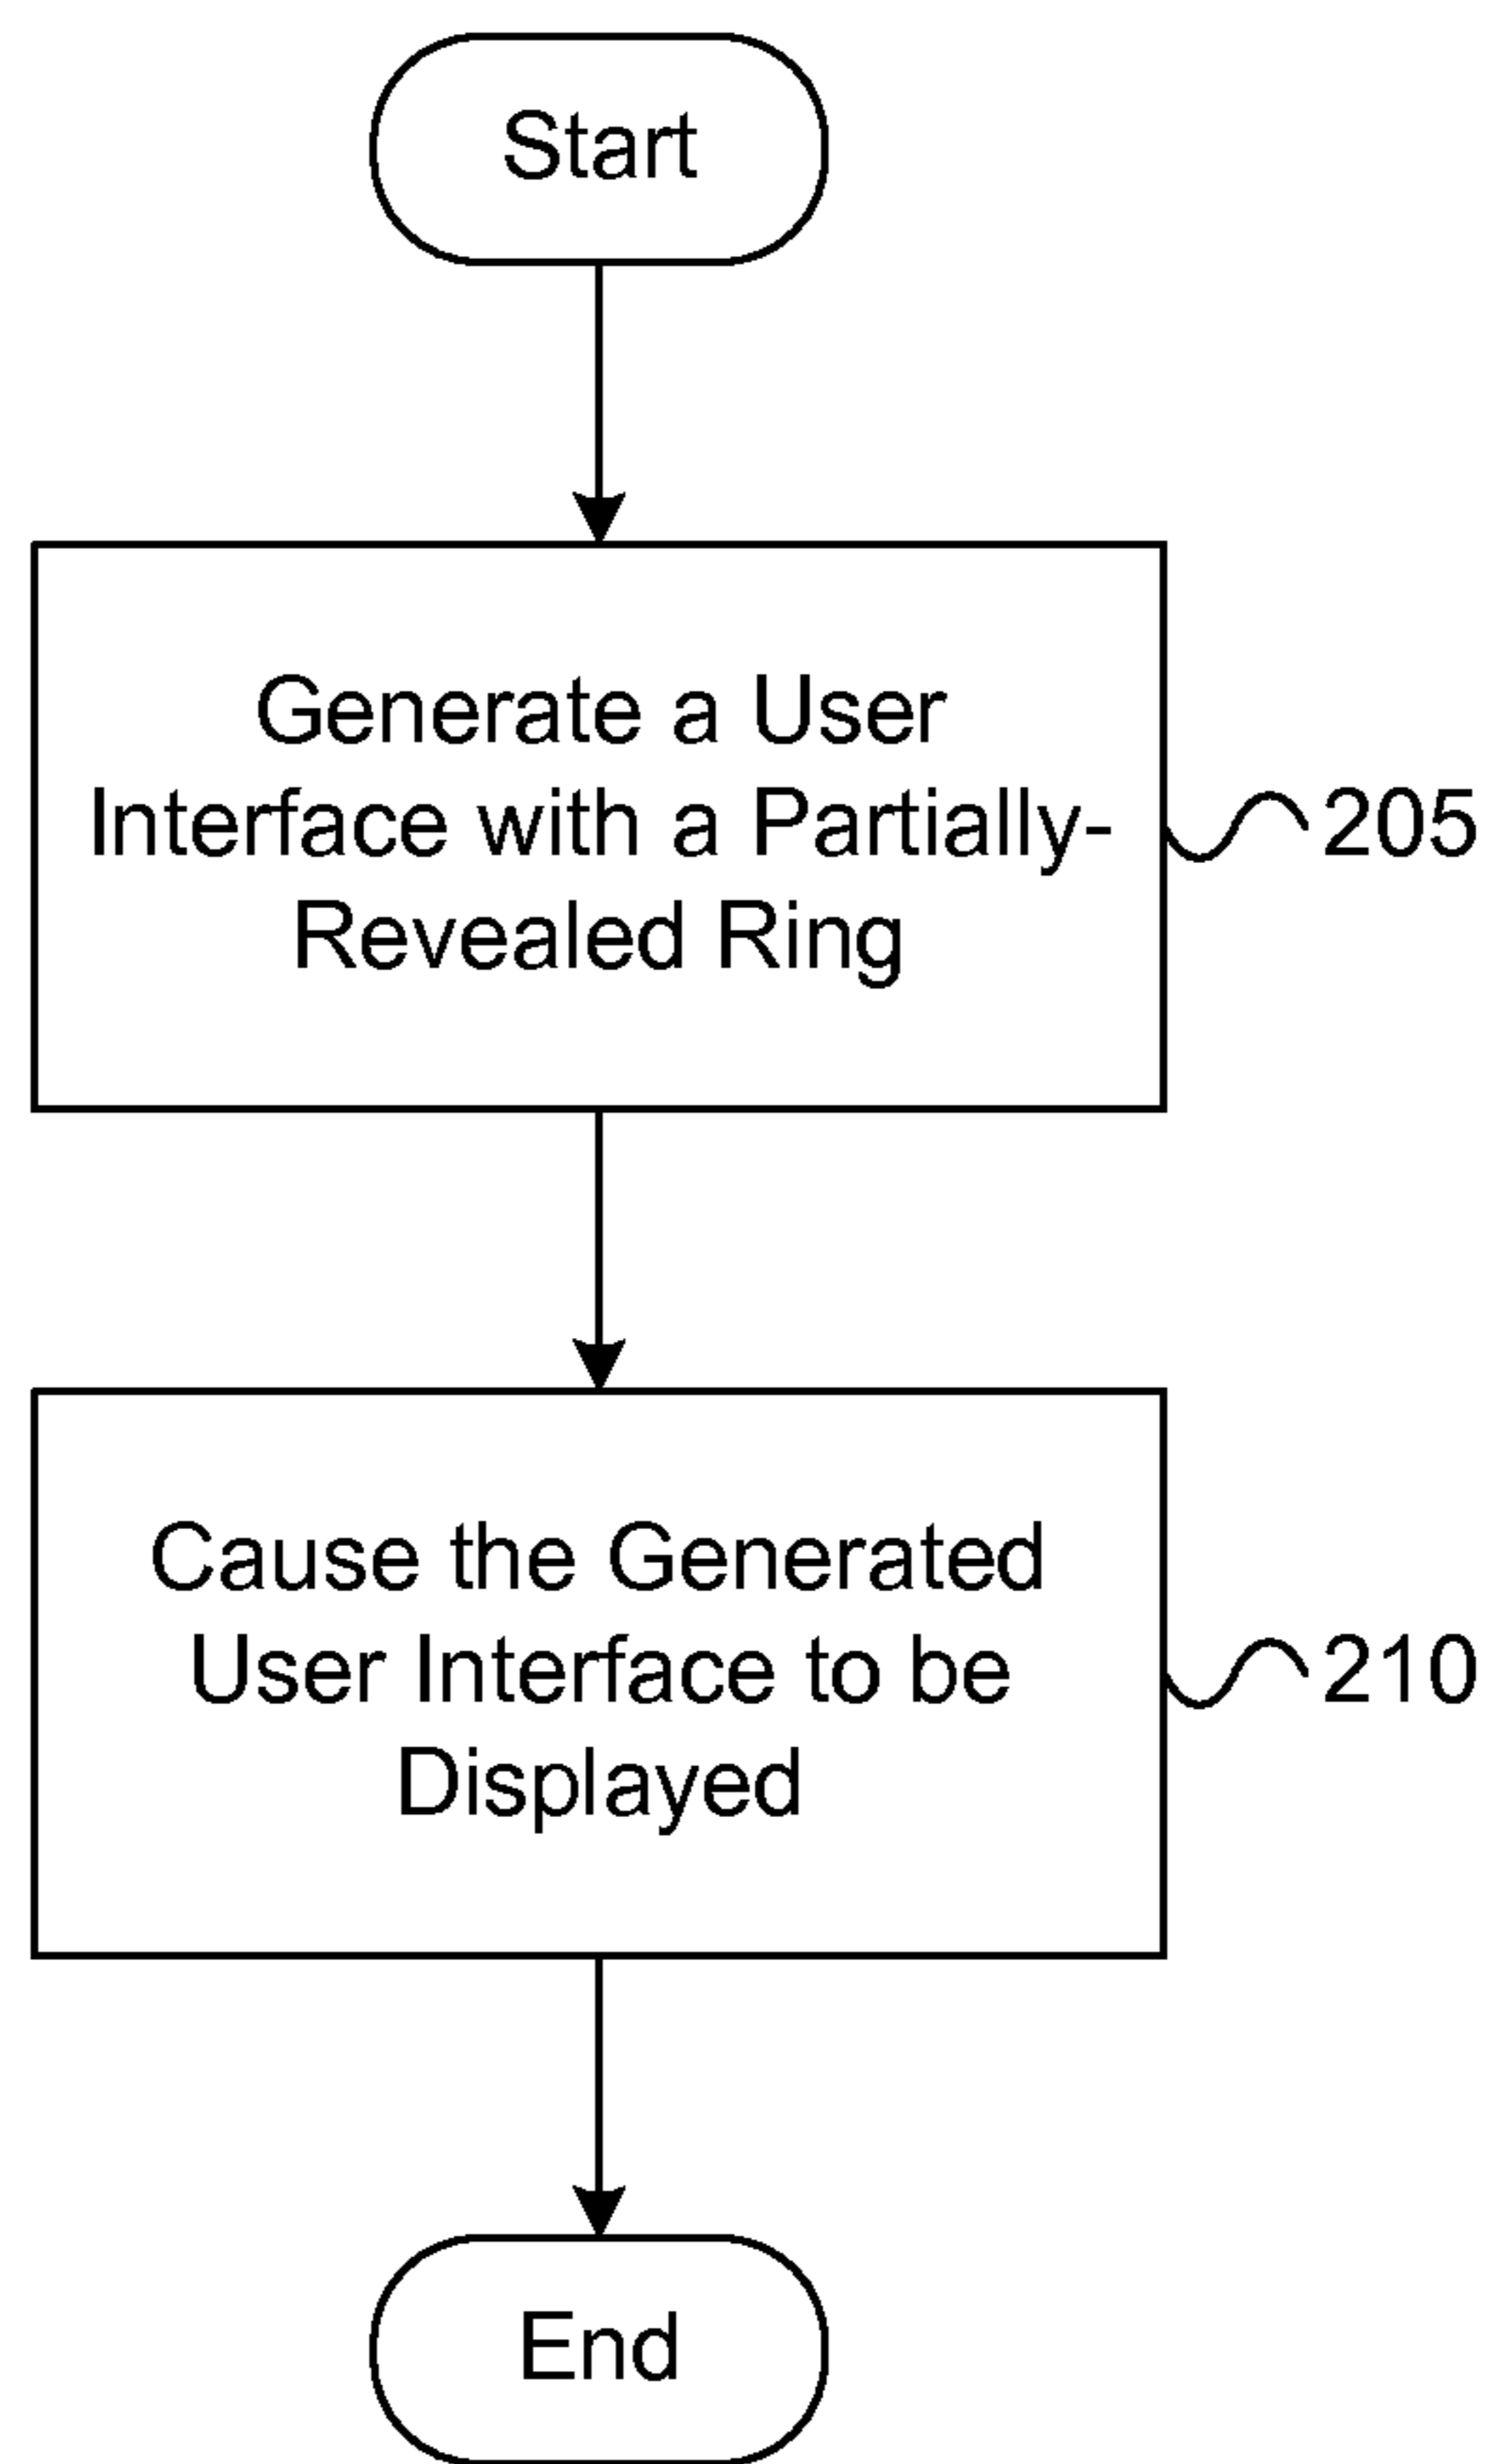 Start
Generate a User
Interface with a Partially-
Revealed Ring
205
Cause the Generated
User Interface to be
Displayed
210
End